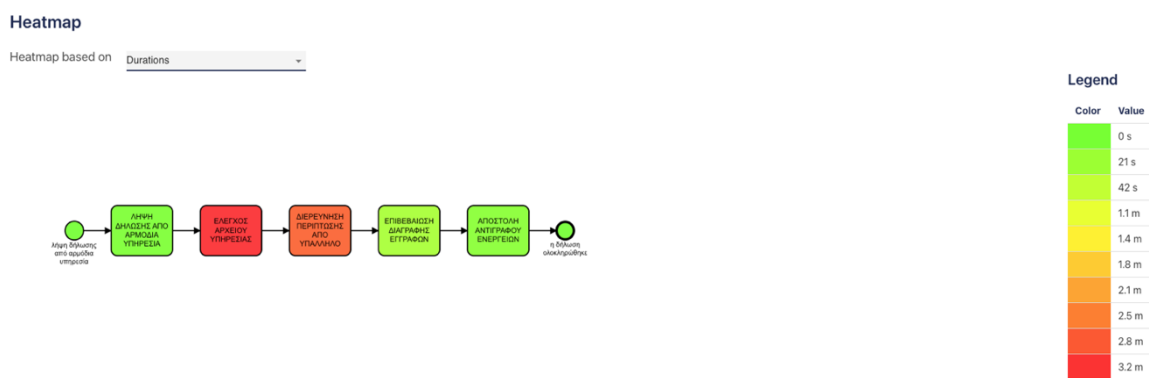 Heatmap
Heatmap based on Durations
Legend
Color Value
0 s
21 s
42 s
1.1 m
1.4 m
1.8 m
2.1 m
2.5 m
2.8 m
3.2 m
λήψη δήλωσης
από αρμόδια
υπηρεσία
ΛΗΨΗ
ΔΗΛΩΣΗΣ ΑΠΟ
ΑΡΜΟΔΙΑ
ΥΠΗΡΕΣΙΑ
ΕΛΕΓΧΟΣ
ΑΡΧΕΙΟΥ
ΥΠΗΡΕΣΙΑΣ
ΔΙΕΡΕΥΝΗΣΗ
ΠΕΡΙΠΤΩΣΗΣ
ΑΠΟ
ΥΠΑΛΛΗΛΟ
ΕΠΙΒΕΒΑΙΩΣΗ
ΔΙΑΓΡΑΦΗΣ
ΕΓΓΡΑΦΩΝ
ΑΠΟΣΤΟΛΗ
ΑΝΤΙΓΡΑΦΟΥ
ΕΝΕΡΓΕΙΩΝ
η δήλωση
ολοκληρώθηκε